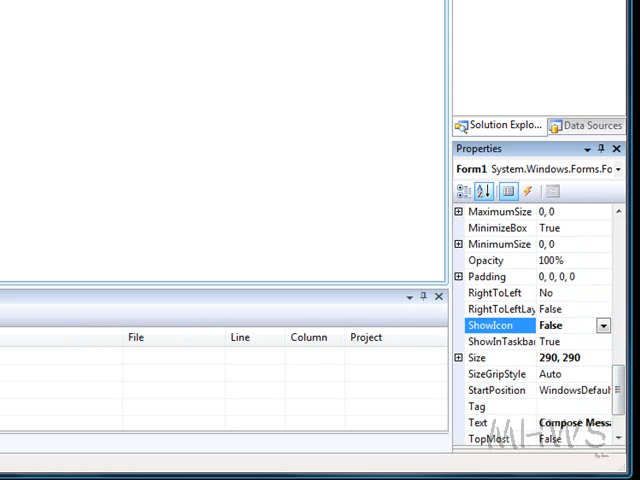 Solution Explo... Data Sources
Properties
Form1 System.Windows.Forms.Fo
MaximumSize 0, 0
MinimizeBox True
MinimumSize 0, 0
Opacity 100%
Padding 0, 0, 0, 0
RightToLeft No
RightToLeftLay False
ShowIcon False
File Line Column Project
ShowInTaskbar True
Size 290, 290
SizeGripStyle Auto
StartPosition WindowsDefaul
Tag
Text Compose Messa
MHWS
TopMost False